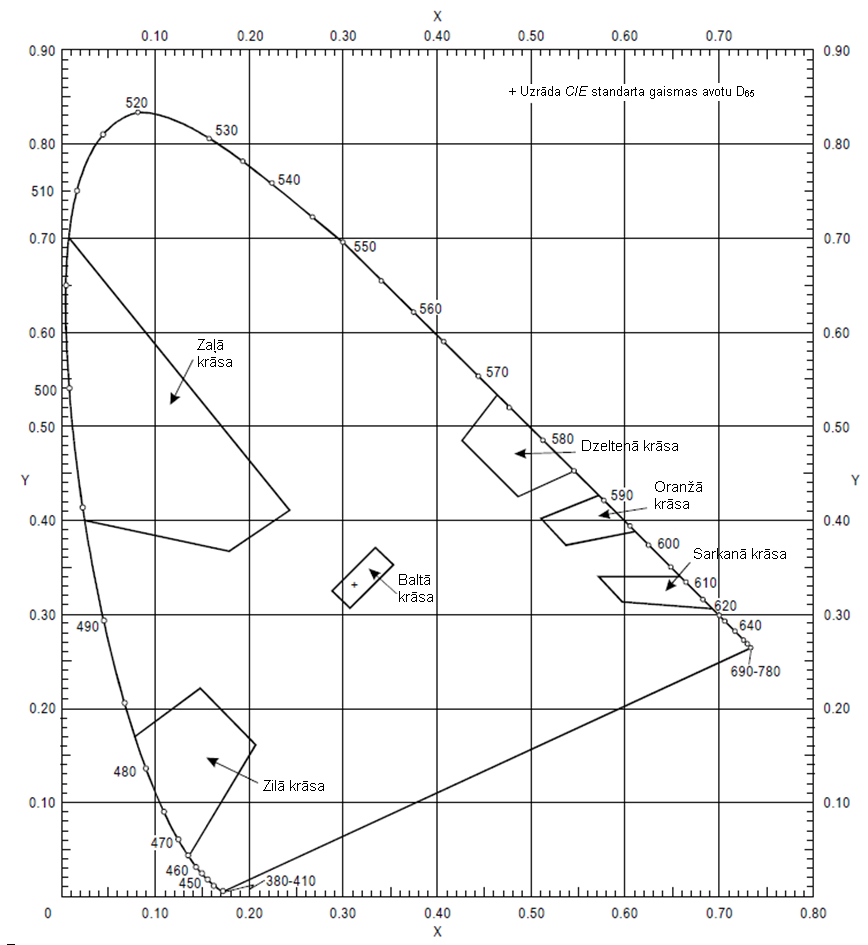 X
0.10 0.20 0.30 0.40 0.50 0.60 0.70
0.90 0.90
+ Uzrāda CIE standarta gaismas avotu D65
520
530
0.80 0.80
540
510
0.70 0.70
550
560
0.60 0.60
Zaļā
krāsa
570
500
0.50 0.50
580
Dzeltenā krāsa
Y Y
590
Oranžā
krāsa
0.40 0.40
600
Sarkanā krāsa
610
Baltā
krāsa
620
0.30 0.30
490
640
690-780
0.20 0.20
480
Zilā krāsa
0.10 0.10
470
460
450
380-410
0 0.10 0.20 0.30 0.40 0.50 0.60 0.70 0.80
X